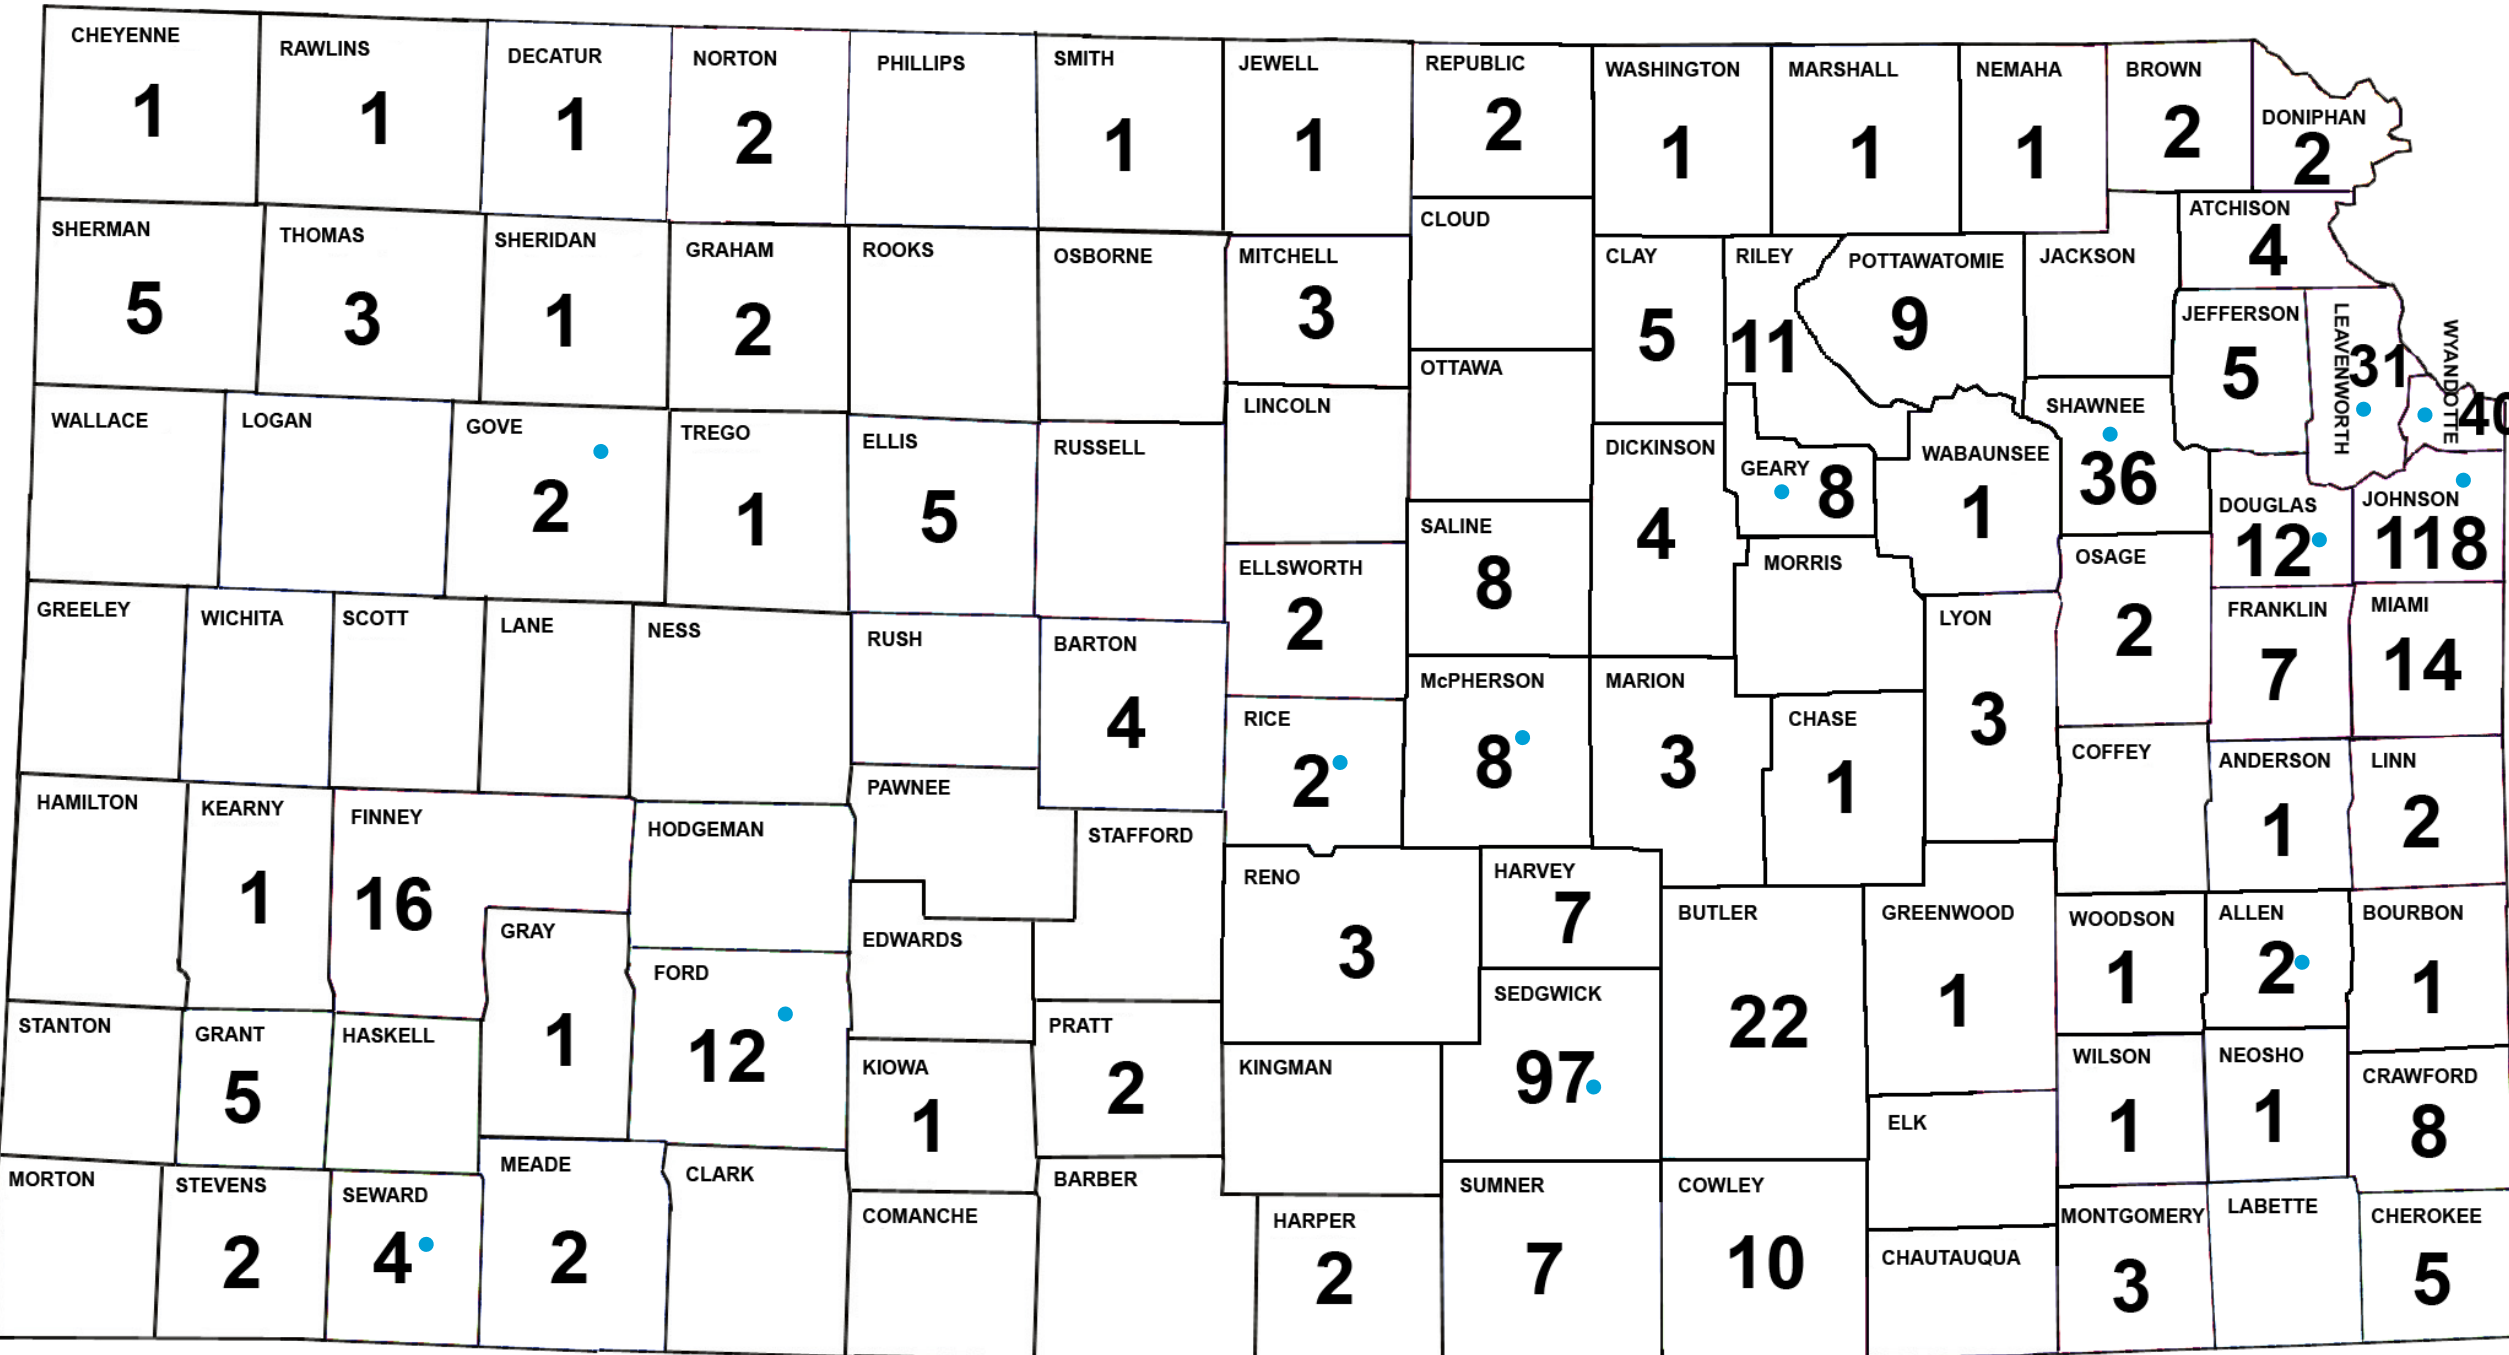 CHEYENNE
1
RAWLINS
1
DECATUR
1
NORTON
2
PHILLIPS
SMITH
1
JEWELL
1
REPUBLIC
2
WASHINGTON
1
MARSHALL
1
NEMAHA
1
BROWN
2
DONIPHAN
2
SHERMAN
5
THOMAS
3
SHERIDAN
1
GRAHAM
2
ROOKS
OSBORNE
MITCHELL
3
CLOUD
CLAY
5
RILEY
11
POTTAWATOMIE
9
JACKSON
ATCHISON
4
JEFFERSON
5
LEAVENWORTH
31
WYANDOTTE
40
WALLACE
LOGAN
GOVE
2
TREGO
1
ELLIS
5
RUSSELL
LINCOLN
OTTAWA
DICKINSON
4
GEARY
8
WABAUNSEE
1
SHAWNEE
36
DOUGLAS
12
JOHNSON
118
ELLSWORTH
2
SALINE
8
MORRIS
OSAGE
2
FRANKLIN
7
MIAMI
14
GREELEY
WICHITA
SCOTT
LANE
NESS
RUSH
BARTON
4
RICE
2
McPHERSON
8
MARION
3
CHASE
1
LYON
3
COFFEY
ANDERSON
1
LINN
2
HAMILTON
KEARNY
1
FINNEY
16
HODGEMAN
PAWNEE
STAFFORD
RENO
3
HARVEY
7
BUTLER
22
GREENWOOD
1
WOODSON
1
ALLEN
2
BOURBON
1
GRAY
1
FORD
12
EDWARDS
SEDGWICK
97
STANTON
GRANT
5
HASKELL
KIOWA
1
PRATT
2
KINGMAN
ELK
WILSON
1
NEOSHO
1
CRAWFORD
8
MORTON
STEVENS
2
SEWARD
4
MEADE
2
CLARK
COMANCHE
BARBER
HARPER
2
SUMNER
7
COWLEY
10
CHAUTAUQUA
MONTGOMERY
3
LABETTE
CHEROKEE
5